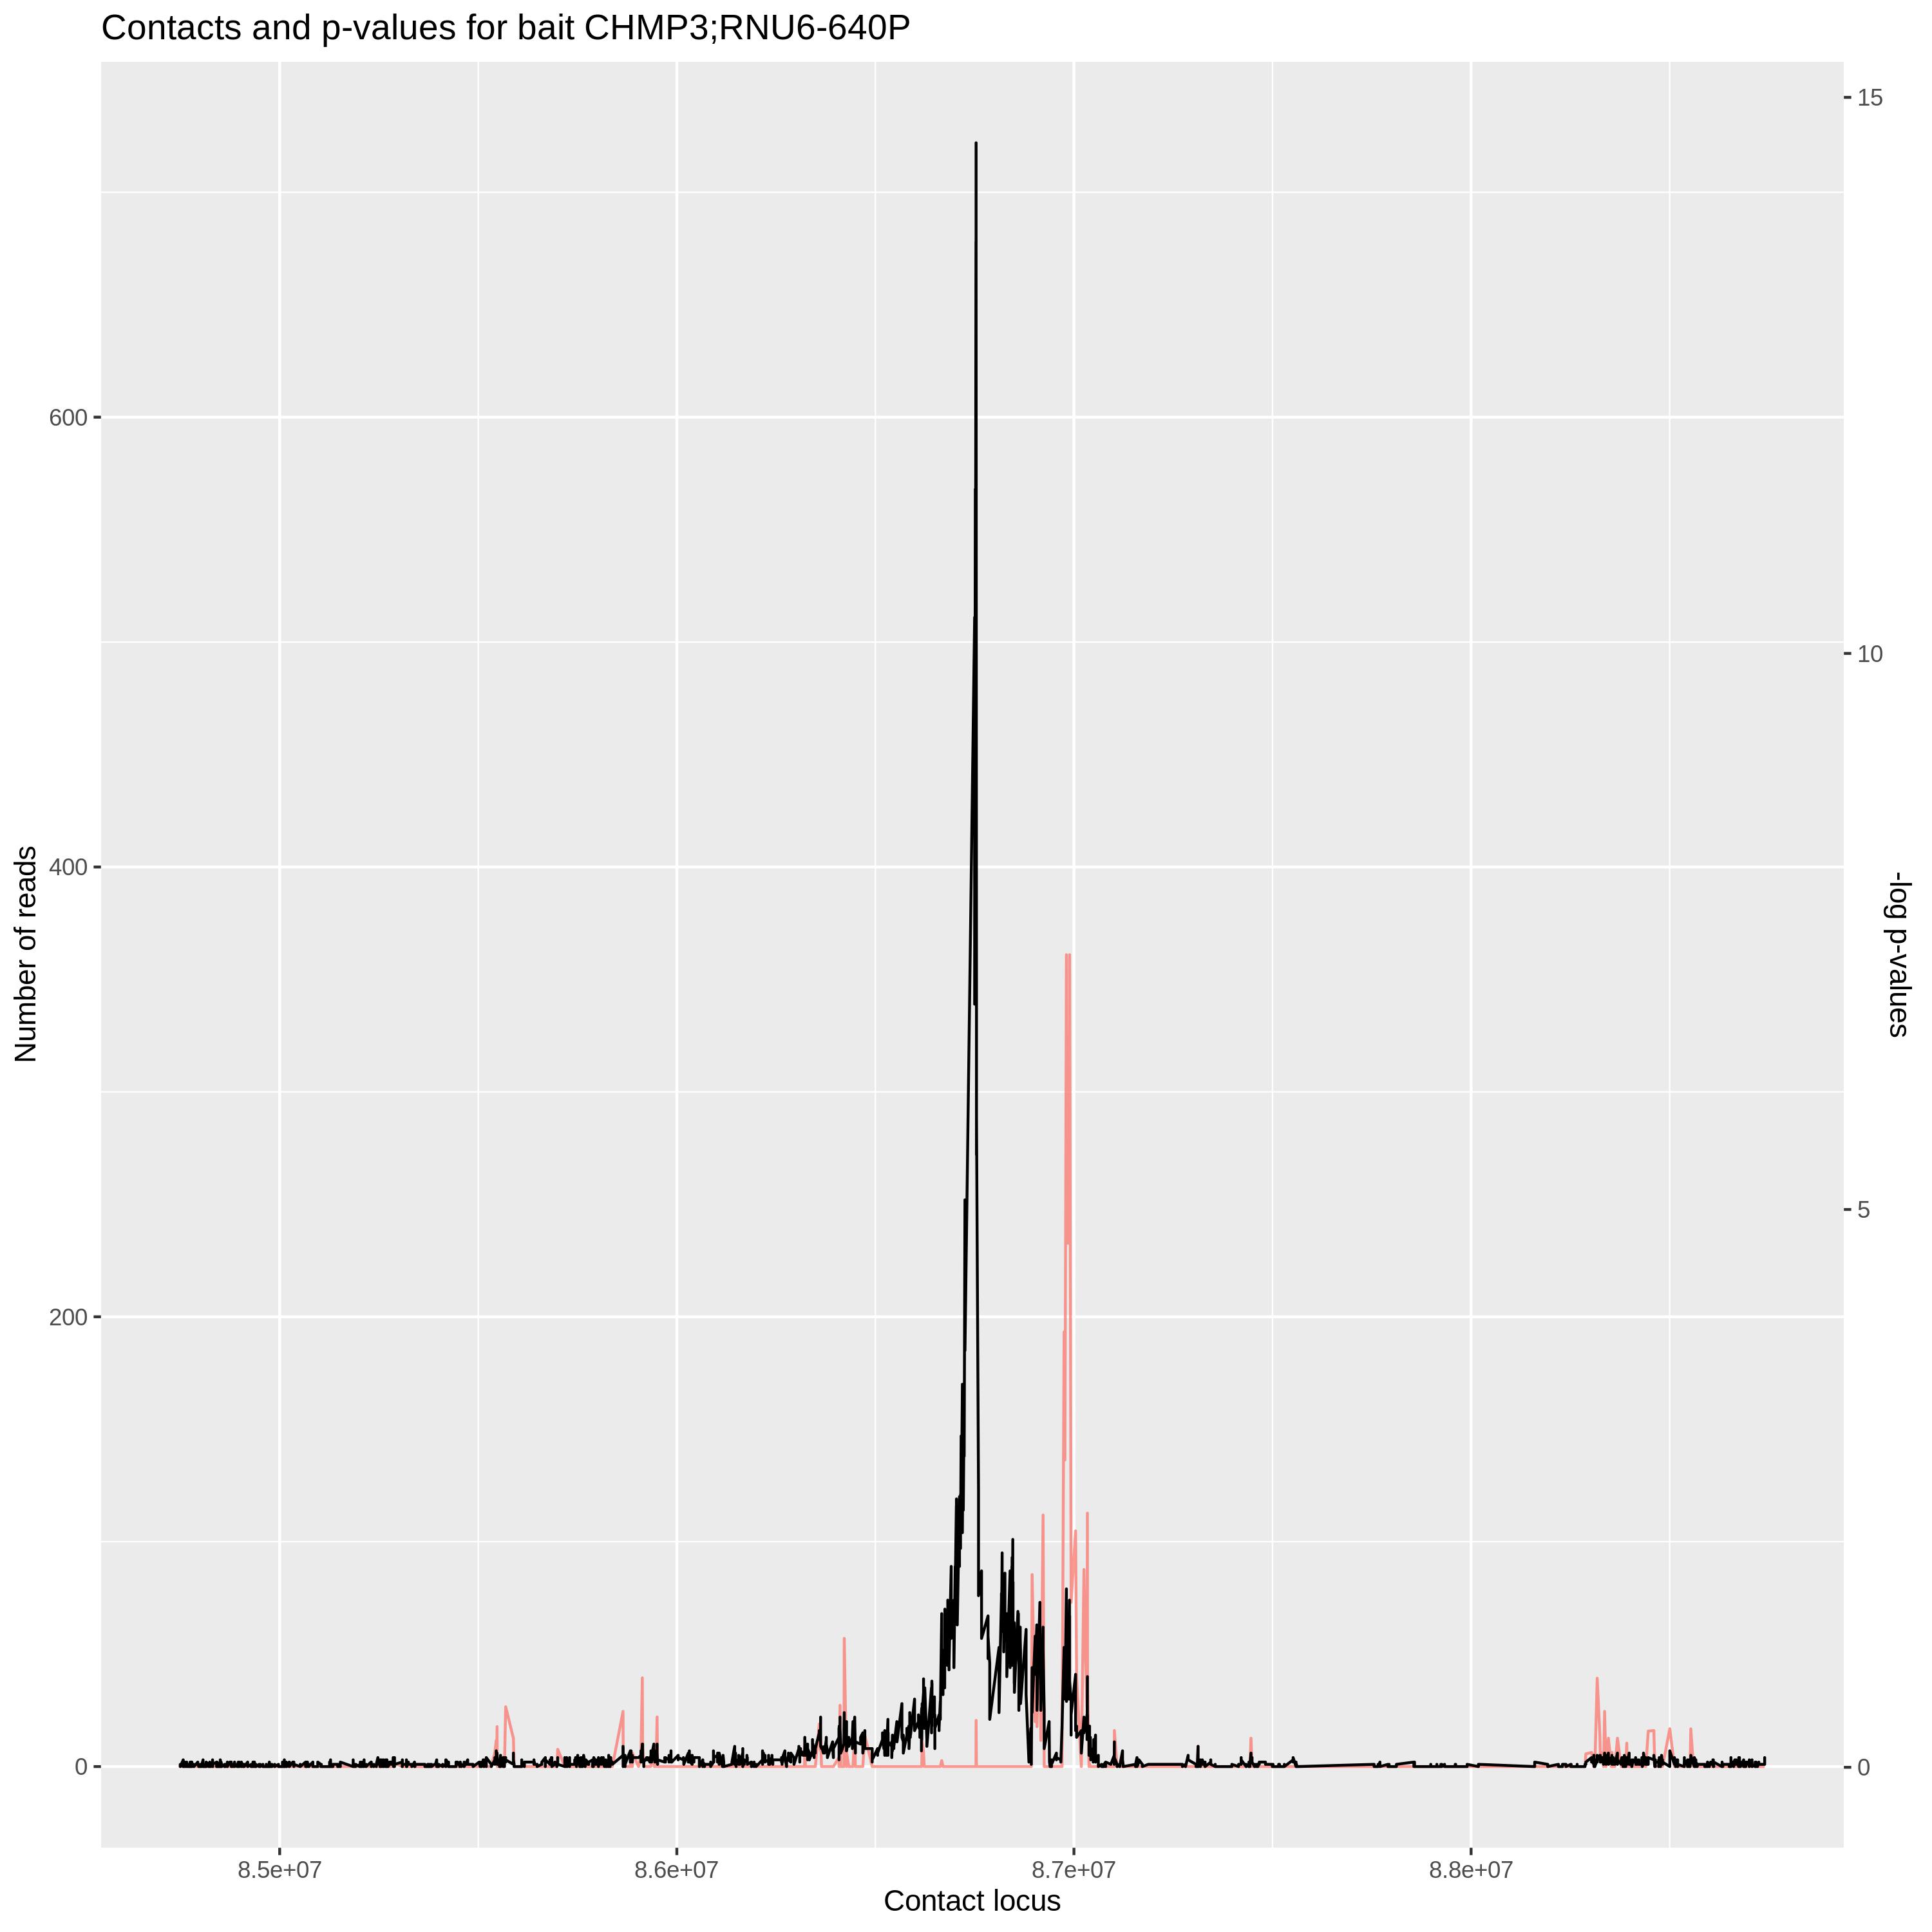 Contacts and p-values for bait CHMP3;RNU6-640P
15
600
10
400
Number of reads
-log p-values
5
200
0
0
8.5e+07
8.6e+07
8.7e+07
8.8e+07
Contact locus